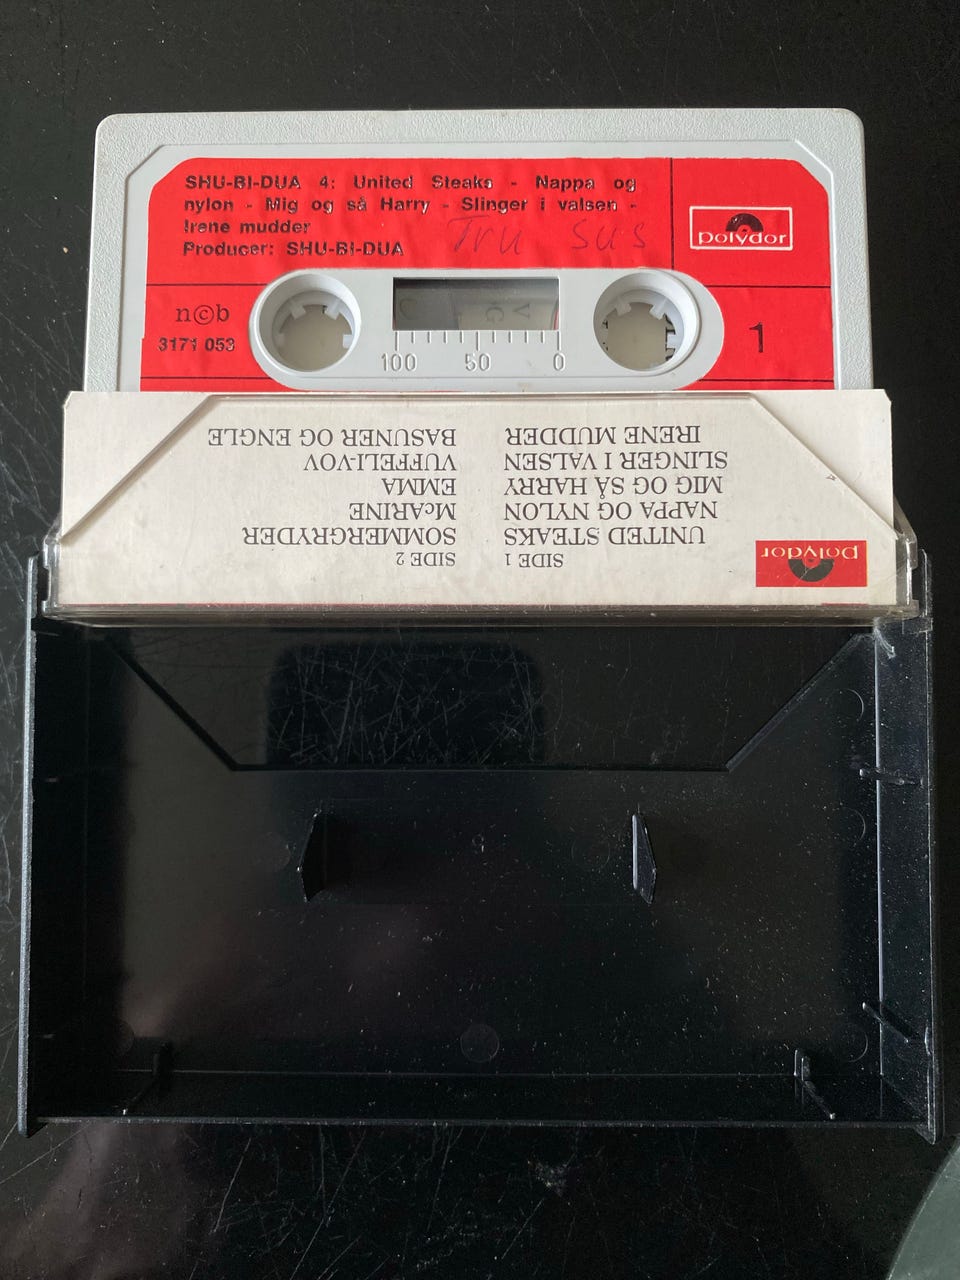 SHU-BI-DUA 4: United Steaks - Nappa og
nylon - Mig og så Harry - Slinger i valsen -
Irene mudder
Producer: SHU-BI-DUA
Tru sus
polydor
n©b
3171 053
100 50 0
1
SIDE 1
UNITED STEAKS
NAPPA OG NYLON
MIG OG SÅ HARRY
SLINGER I VALSEN
IRENE MUDDER
SIDE 2
SOMMERGRYDER
McARINE
EMMA
VUFFELI-VOV
BASUNER OG ENGLE
polydor